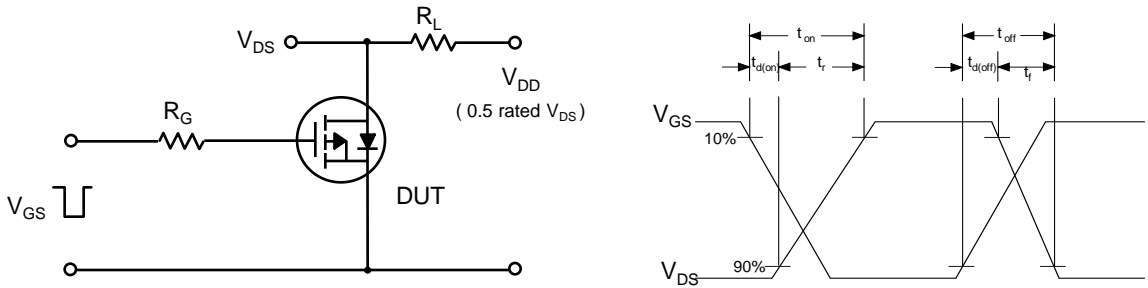 R_L
V_DS
V_DD
( 0.5 rated V_DS )
R_G
V_GS
DUT
t_on
t_off
t_d(on)
t_r
t_d(off)
t_f
V_GS
10%
90%
V_DS